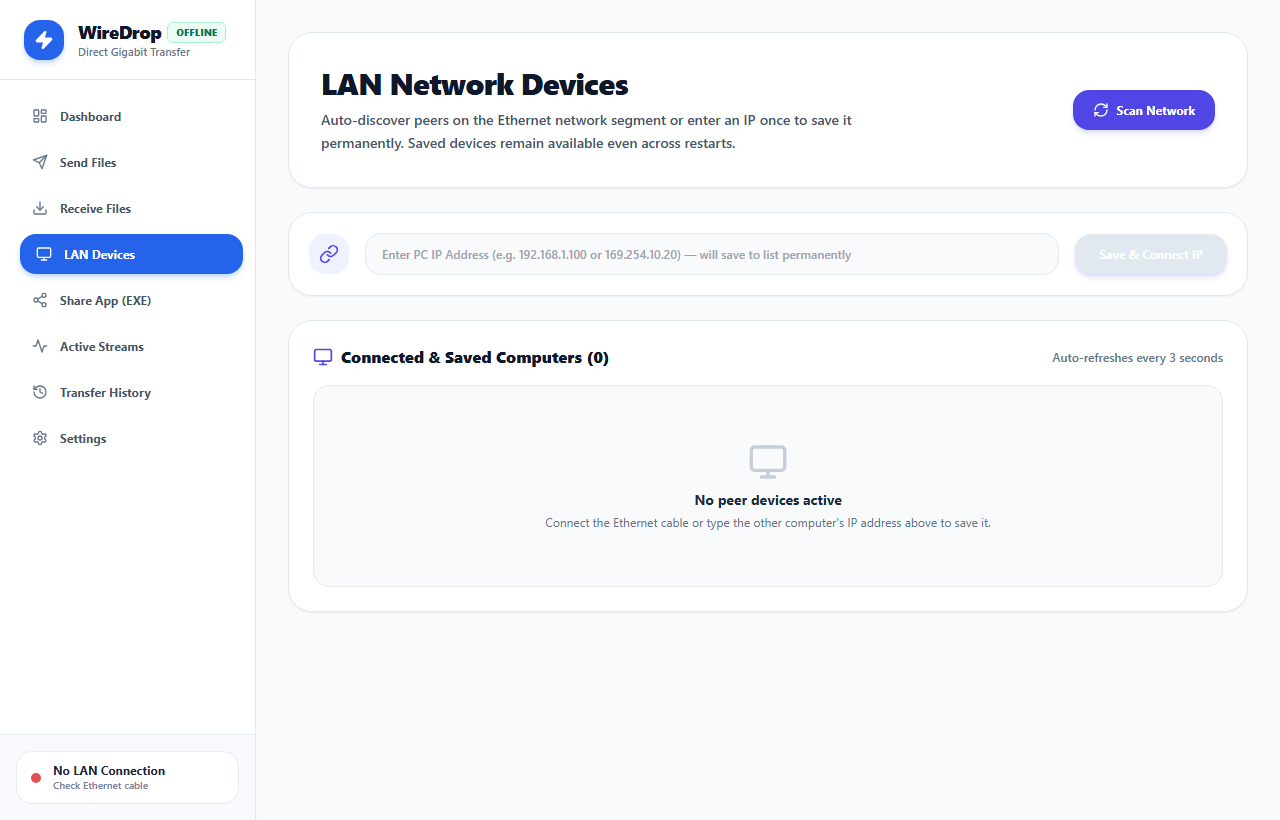 WireDrop OFFLINE
Direct Gigabit Transfer
Dashboard
Send Files
Receive Files
LAN Devices
Share App (EXE)
Active Streams
Transfer History
Settings
No LAN Connection
Check Ethernet cable
LAN Network Devices
Auto-discover peers on the Ethernet network segment or enter an IP once to save it
permanently. Saved devices remain available even across restarts.
Scan Network
Enter PC IP Address (e.g. 192.168.1.100 or 169.254.10.20) — will save to list permanently
Save & Connect IP
Connected & Saved Computers (0)
Auto-refreshes every 3 seconds
No peer devices active
Connect the Ethernet cable or type the other computer's IP address above to save it.